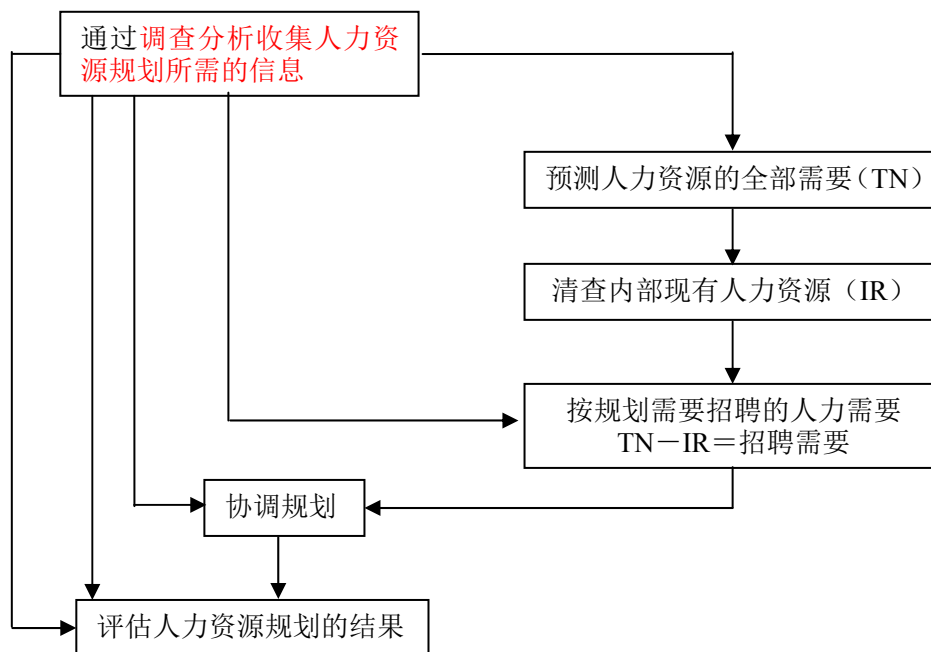 通过调查分析收集人力资
源规划所需的信息
预测人力资源的全部需要（TN）
清查内部现有人力资源（IR）
按规划需要招聘的人力需要
TN－IR＝招聘需要
协调规划
评估人力资源规划的结果